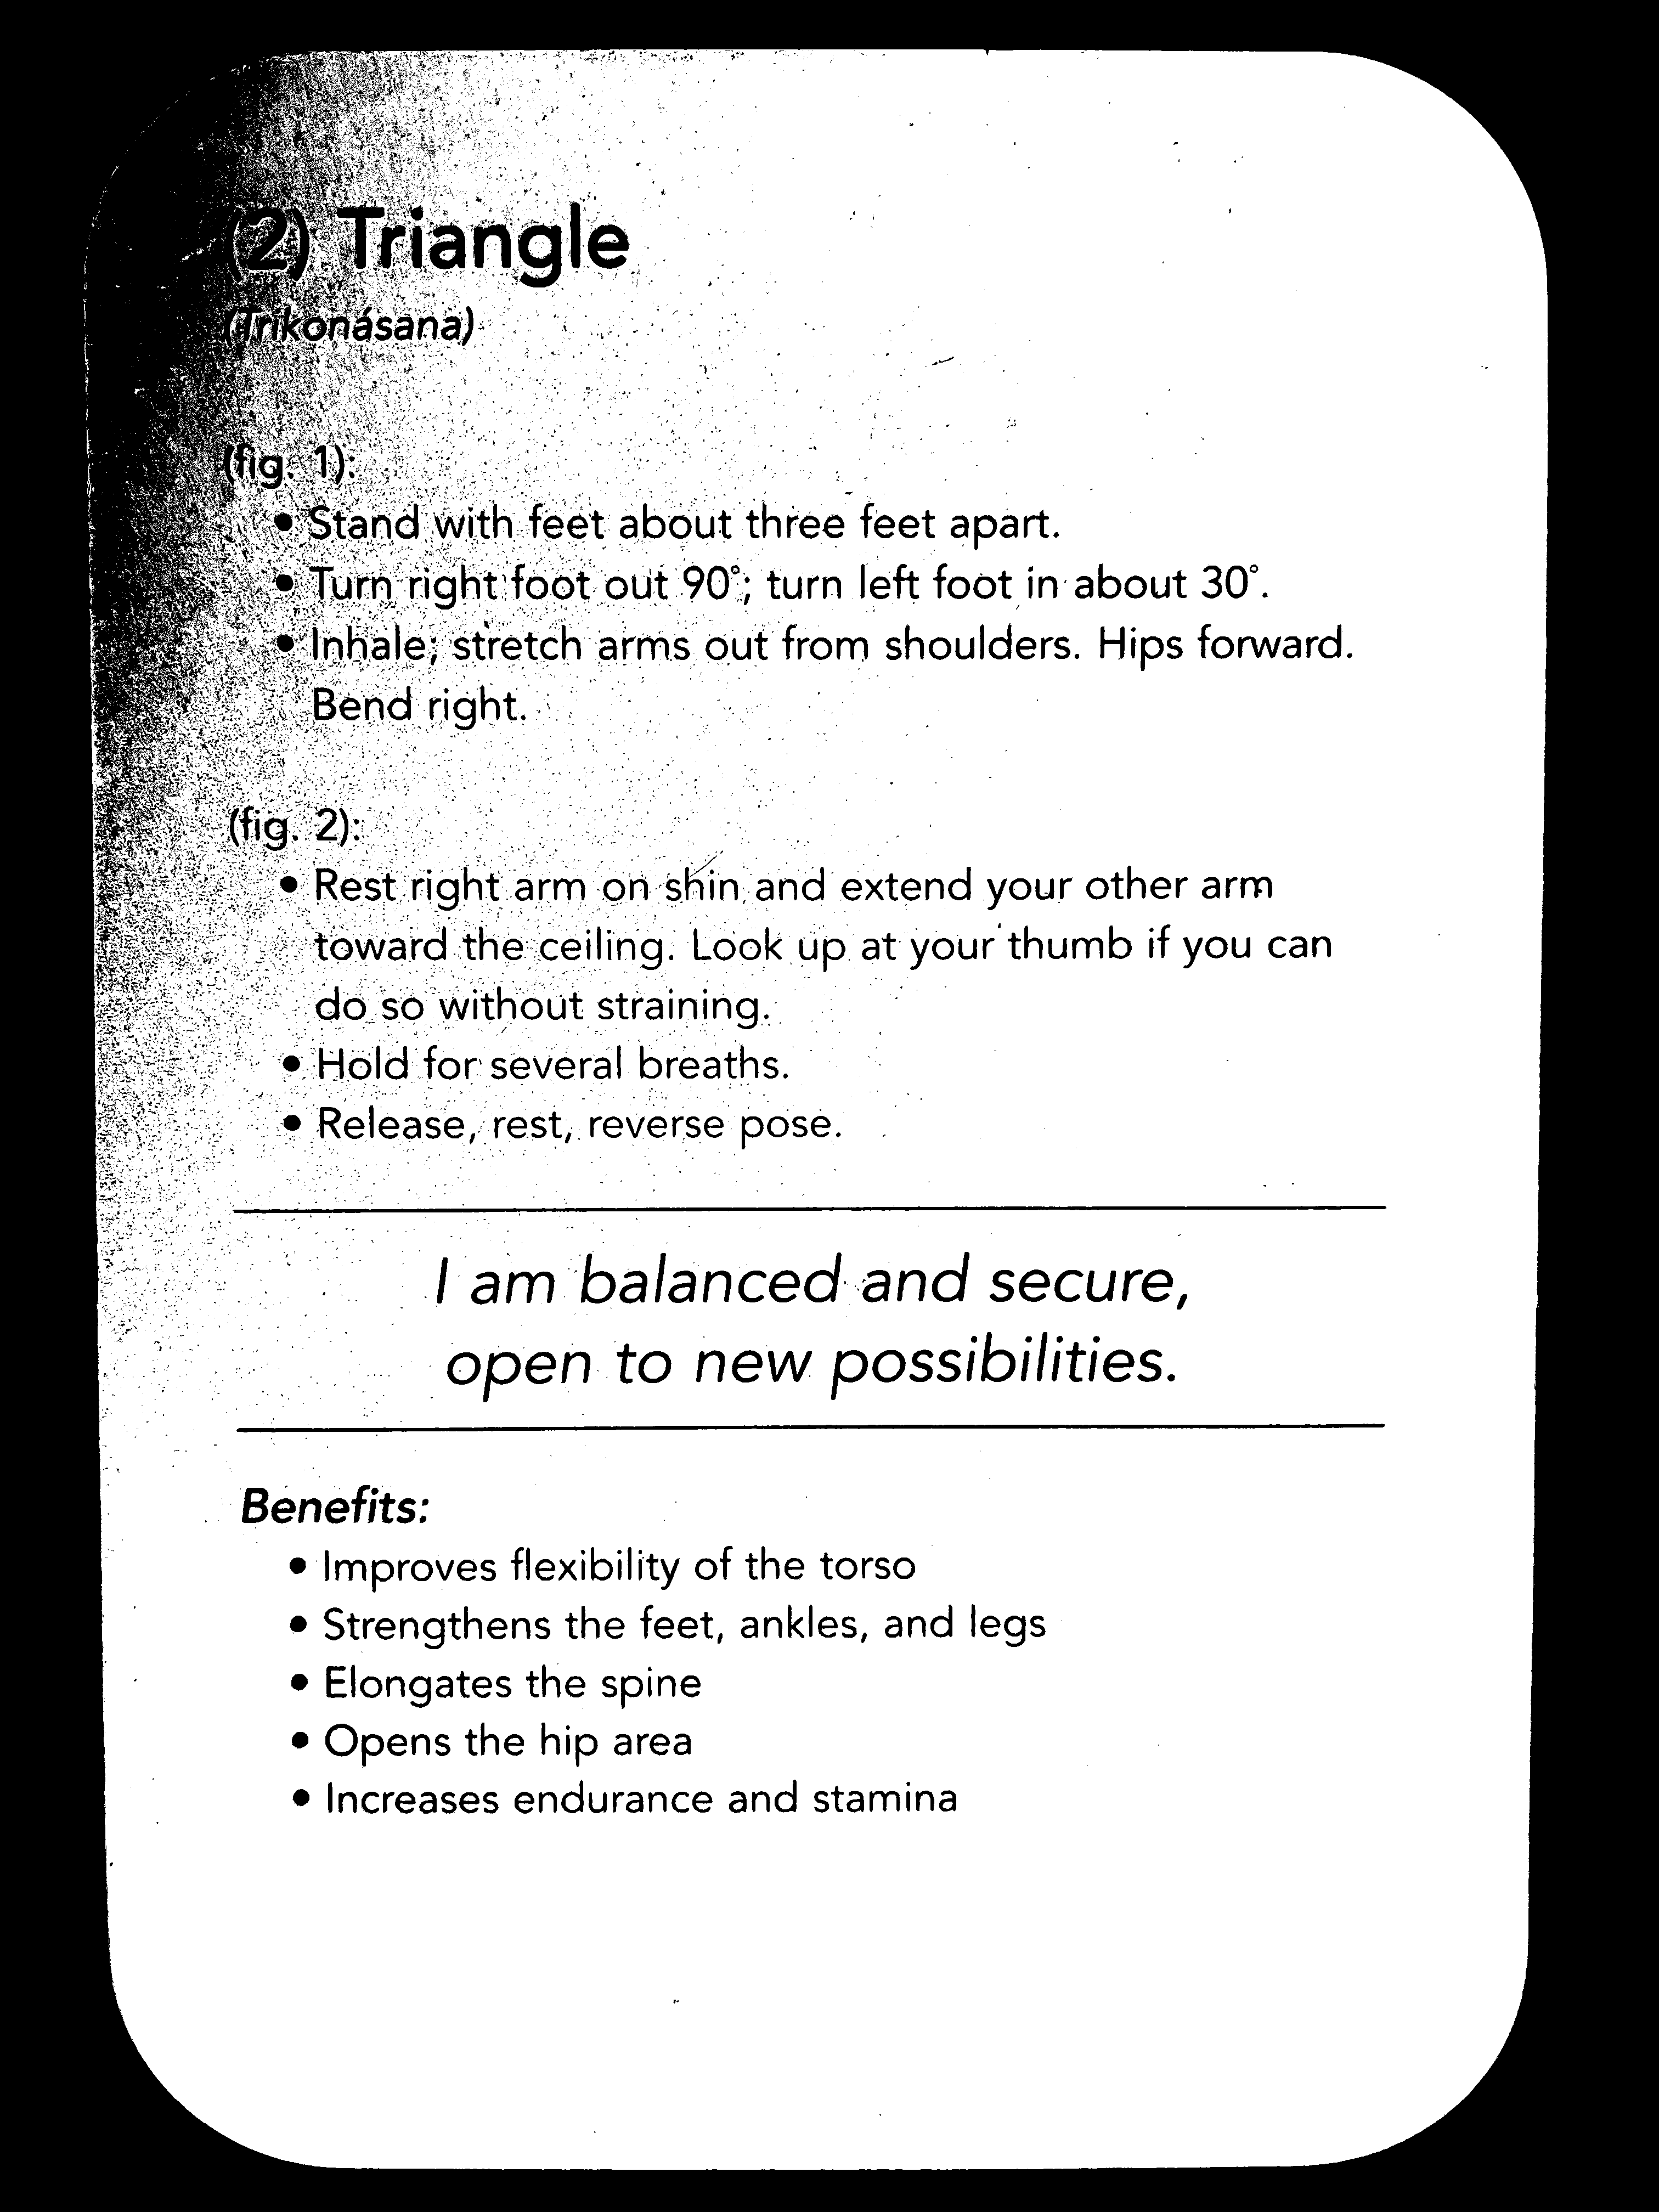 (2) Triangle
(Trikonásana)
(fig. 1):
• Stand with feet about three feet apart.
• Turn right foot out 90°; turn left foot in about 30°.
• Inhale; stretch arms out from shoulders. Hips forward.
Bend right.
(fig. 2):
• Rest right arm on shin and extend your other arm
toward the ceiling. Look up at your thumb if you can
do so without straining.
• Hold for several breaths.
• Release, rest, reverse pose.
I am balanced and secure,
open to new possibilities.
Benefits:
• Improves flexibility of the torso
• Strengthens the feet, ankles, and legs
• Elongates the spine
• Opens the hip area
• Increases endurance and stamina